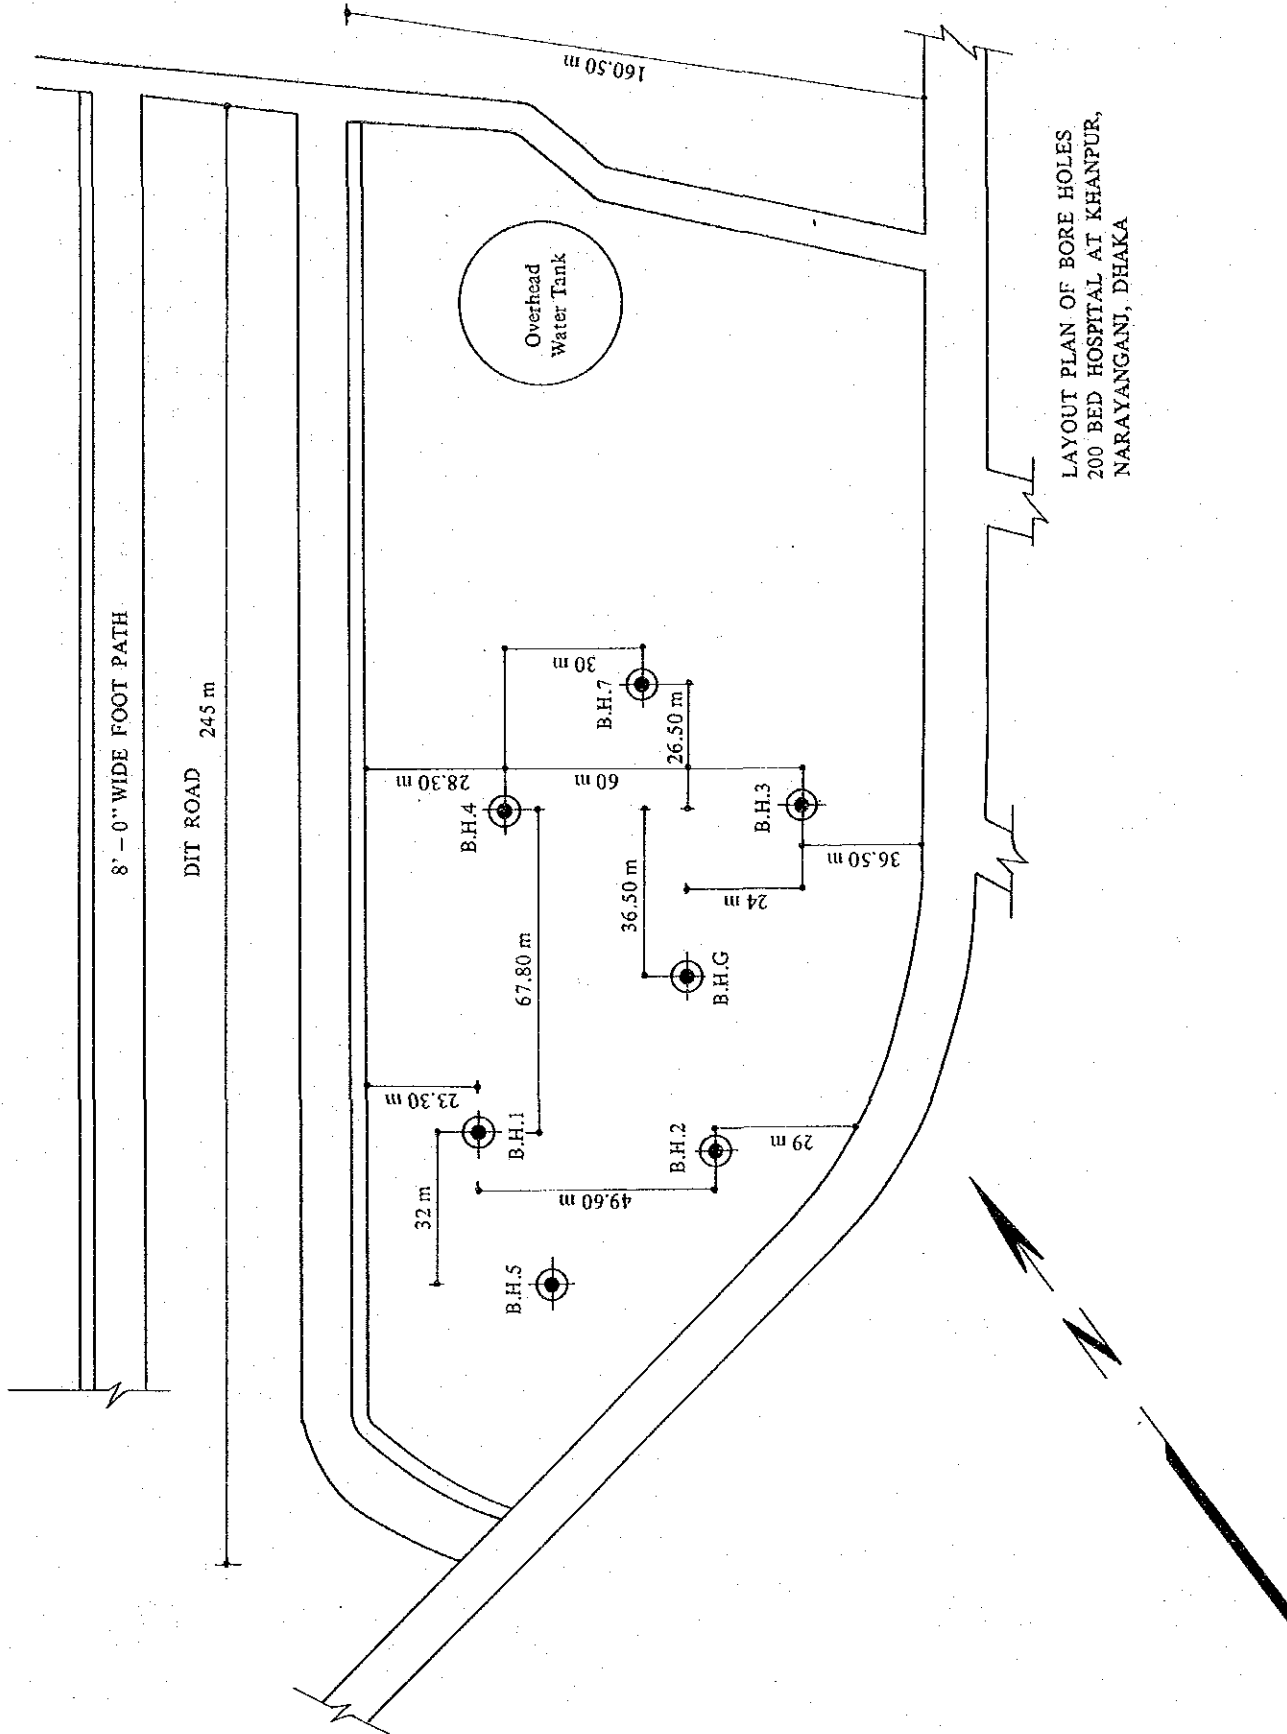 8' – 0" WIDE FOOT PATH
DIT ROAD
245 m
160.50 m
Overhead
Water Tank
28.30 m
30 m
B.H.4
B.H.7
60 m
26.50 m
67.80 m
36.50 m
B.H.3
24 m
36.50 m
B.H.G
23.30 m
B.H.1
32 m
49.60 m
B.H.2
29 m
B.H.5
N
LAYOUT PLAN OF BORE HOLES
200 BED HOSPITAL AT KHANPUR,
NARAYANGANJ, DHAKA